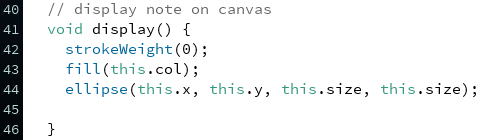 40 // display note on canvas
41 void display() {
42 strokeWeight(0);
43 fill(this.col);
44 ellipse(this.x, this.y, this.size, this.size);
45
46 }